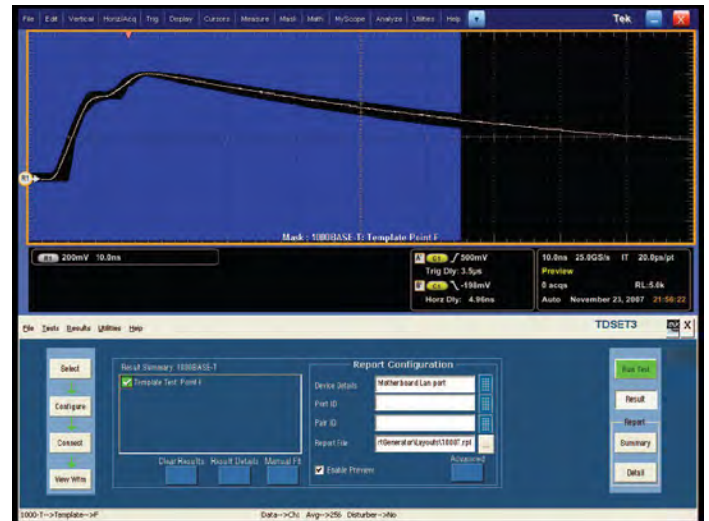 File Edit Vertical Horiz/Acq Trig Display Cursors Measure Mask Math MyScope Analyze Utilities Help Tek
R1
Mask : 1000BASE-T: Template Point F
R1 200mV 10.0ns
A' C1 500mV
Trig Dly: 3.5µs
B' C1 -198mV
Horz Dly: 4.96ns
10.0ns 25.0GS/s IT 20.0ps/pt
Preview
0 acqs RL:5.0k
Auto November 23, 2007 21:56:22
File Tests Results Utilities Help TDSET3
Select
Configure
Connect
View Wfm
Result Summary 1000BASE-T
Template Test: Point F
Clear Results Result Details Manual Fit
Report Configuration
Device Details Motherboard Lan port
Port ID
Pair ID
Report File rtGenerator\Layouts\1000T.rpl ...
Enable Preview
Advanced
Run Test
Result
Report
Summary
Detail
1000-T-->Template-->F Data-->Ch1 Avg-->256 Disturber-->No